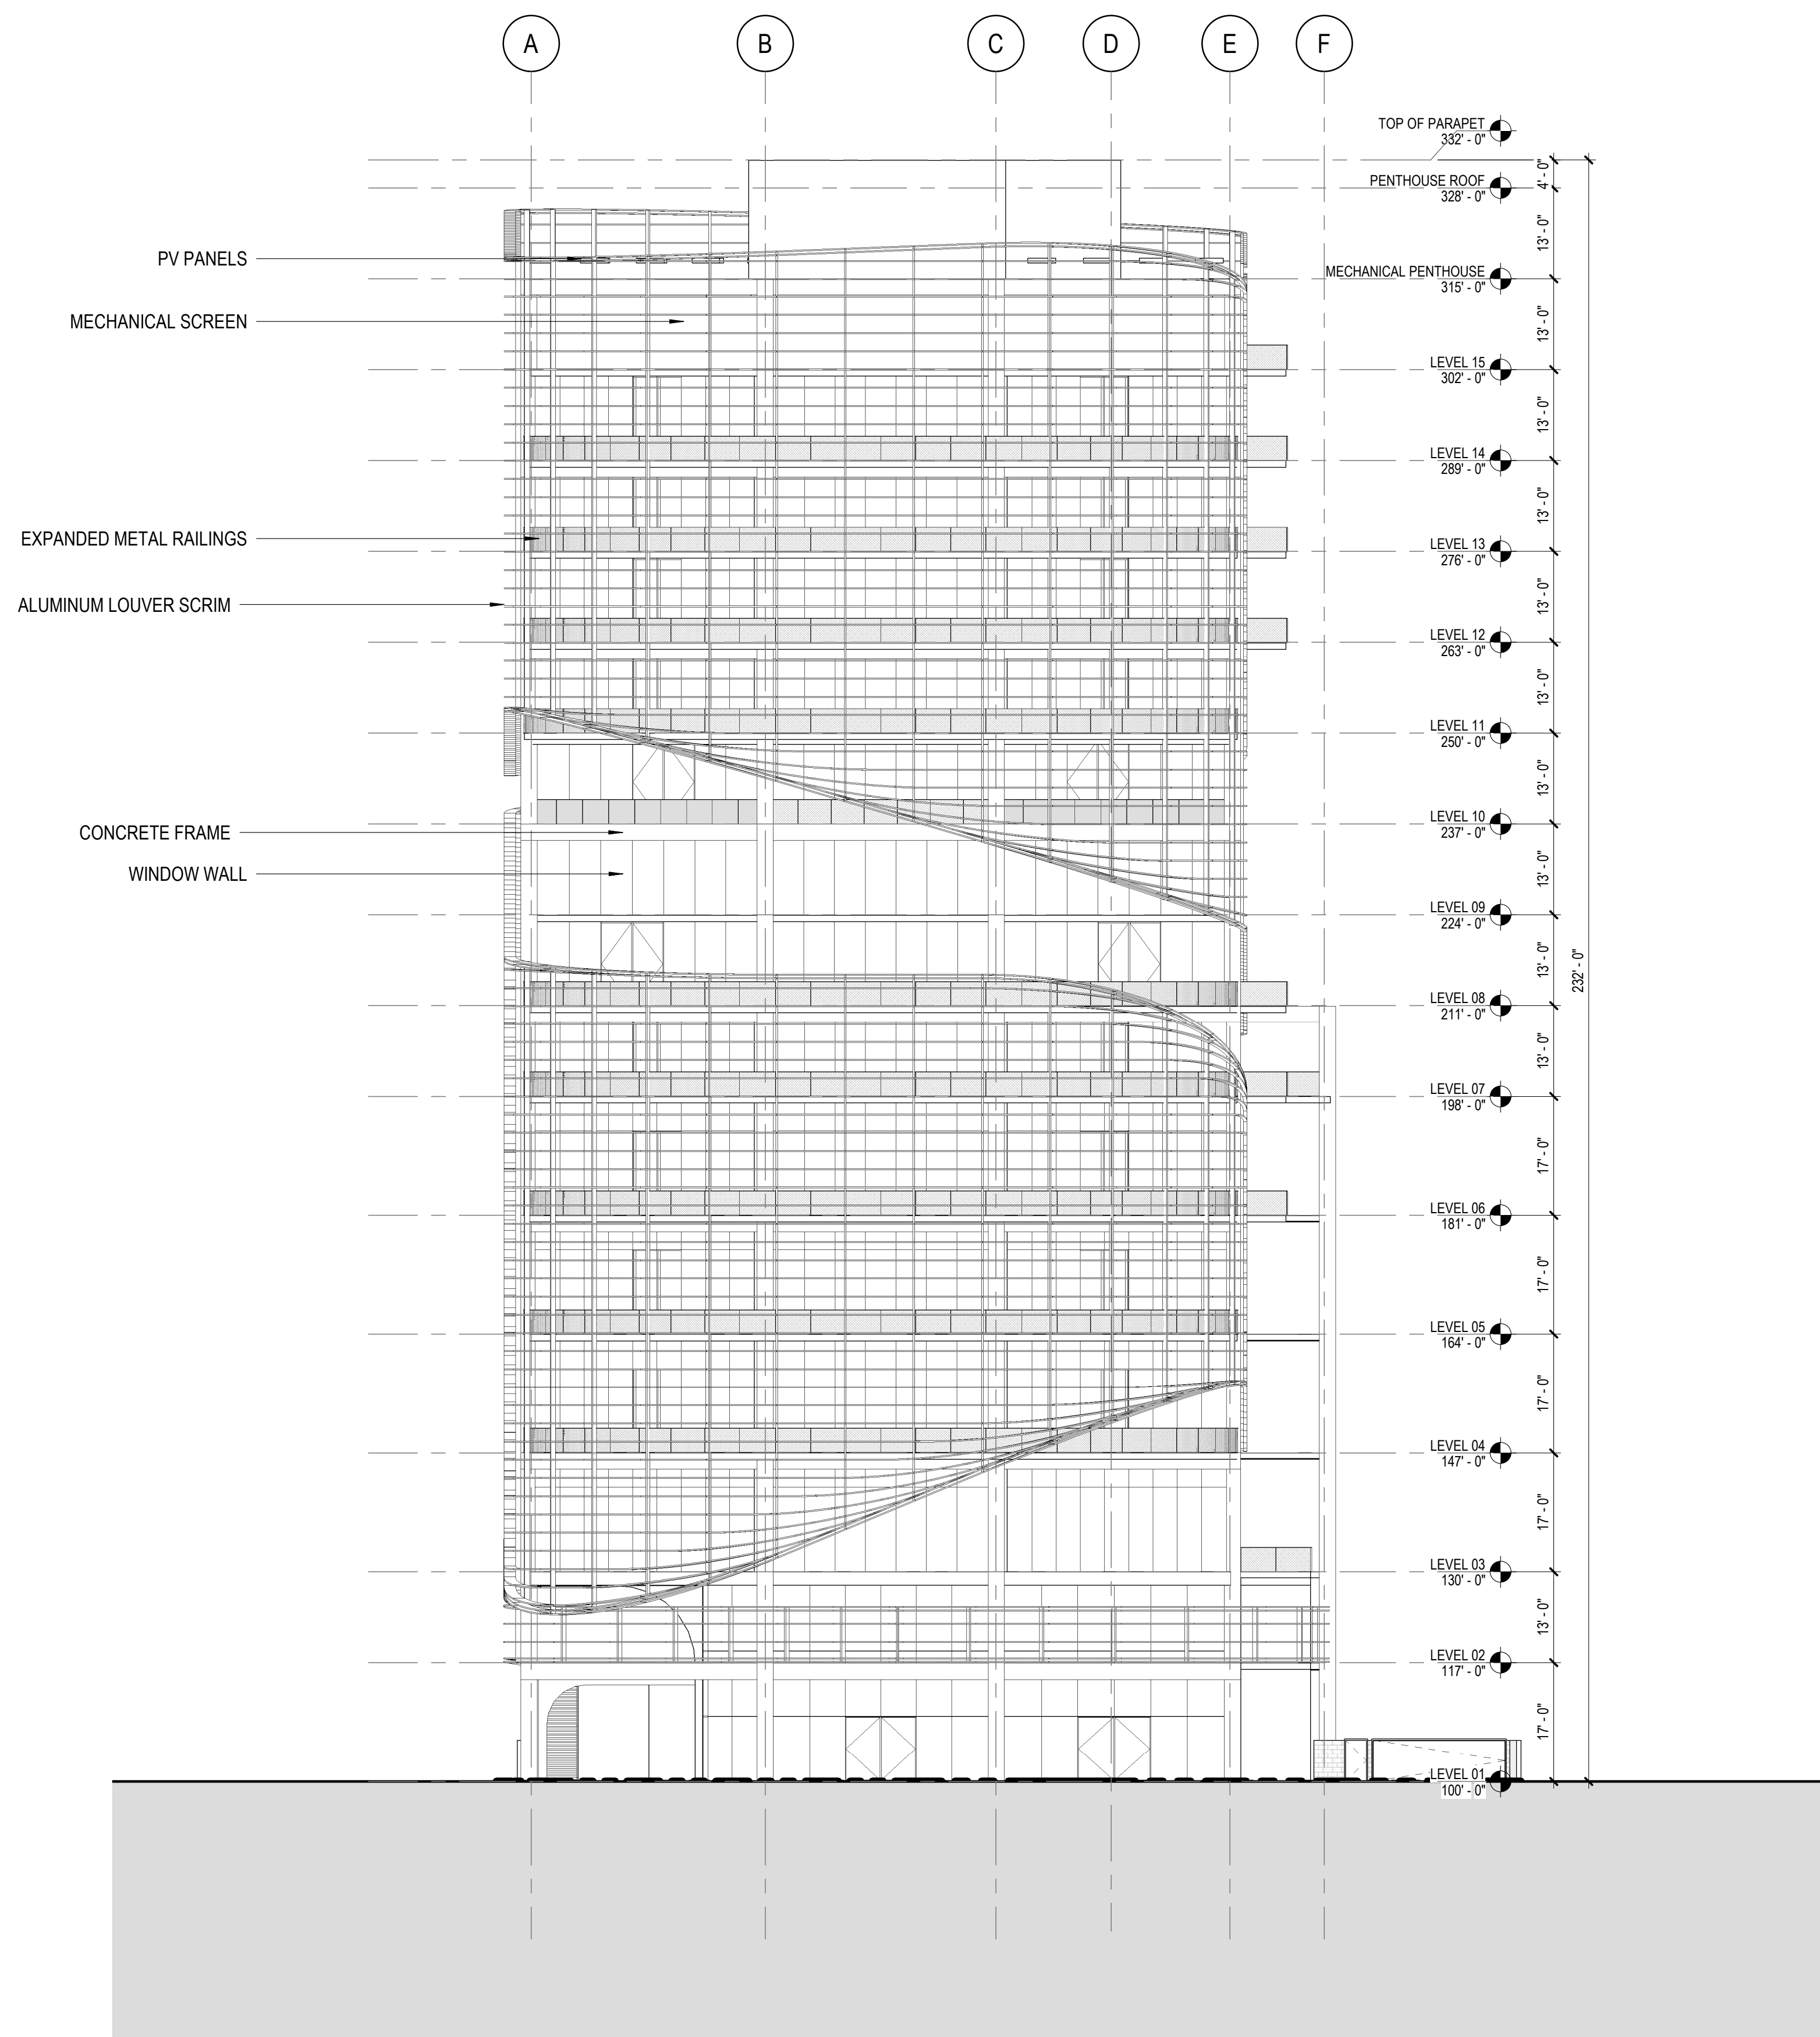 A B C D E F
TOP OF PARAPET
332' - 0"
4' - 0"
PENTHOUSE ROOF
328' - 0"
13' - 0"
PV PANELS
MECHANICAL PENTHOUSE
315' - 0"
MECHANICAL SCREEN
13' - 0"
LEVEL 15
302' - 0"
13' - 0"
LEVEL 14
289' - 0"
13' - 0"
EXPANDED METAL RAILINGS
LEVEL 13
276' - 0"
ALUMINUM LOUVER SCRIM
13' - 0"
LEVEL 12
263' - 0"
13' - 0"
LEVEL 11
250' - 0"
13' - 0"
LEVEL 10
237' - 0"
CONCRETE FRAME
WINDOW WALL
13' - 0"
LEVEL 09
224' - 0"
13' - 0"
232' - 0"
LEVEL 08
211' - 0"
13' - 0"
LEVEL 07
198' - 0"
17' - 0"
LEVEL 06
181' - 0"
17' - 0"
LEVEL 05
164' - 0"
17' - 0"
LEVEL 04
147' - 0"
17' - 0"
LEVEL 03
130' - 0"
13' - 0"
LEVEL 02
117' - 0"
17' - 0"
LEVEL 01
100' - 0"